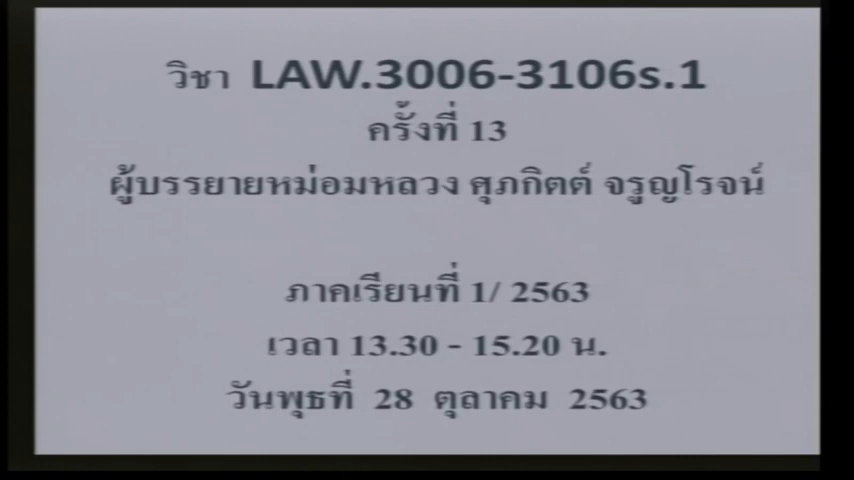 วิชา LAW.3006-3106s.1
ครั้งที่ 13
ผู้บรรยายหม่อมหลวง ศุภกิตต์ จรูญโรจน์
ภาคเรียนที่ 1/ 2563
เวลา 13.30 - 15.20 น.
วันพุธที่ 28 ตุลาคม 2563